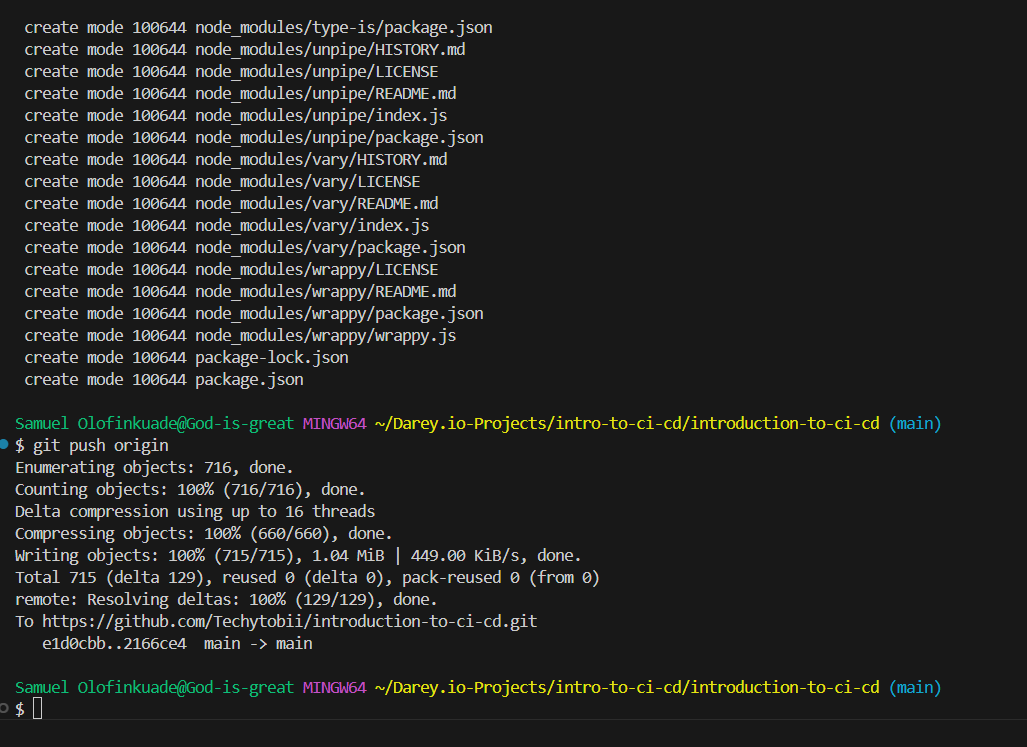 create mode 100644 node_modules/type-is/package.json
create mode 100644 node_modules/unpipe/HISTORY.md
create mode 100644 node_modules/unpipe/LICENSE
create mode 100644 node_modules/unpipe/README.md
create mode 100644 node_modules/unpipe/index.js
create mode 100644 node_modules/unpipe/package.json
create mode 100644 node_modules/vary/HISTORY.md
create mode 100644 node_modules/vary/LICENSE
create mode 100644 node_modules/vary/README.md
create mode 100644 node_modules/vary/index.js
create mode 100644 node_modules/vary/package.json
create mode 100644 node_modules/wrappy/LICENSE
create mode 100644 node_modules/wrappy/README.md
create mode 100644 node_modules/wrappy/package.json
create mode 100644 node_modules/wrappy/wrappy.js
create mode 100644 package-lock.json
create mode 100644 package.json
Samuel Olofinkuade@God-is-great MINGW64 ~/Darey.io-Projects/intro-to-ci-cd/introduction-to-ci-cd (main)
$ git push origin
Enumerating objects: 716, done.
Counting objects: 100% (716/716), done.
Delta compression using up to 16 threads
Compressing objects: 100% (660/660), done.
Writing objects: 100% (715/715), 1.04 MiB | 449.00 KiB/s, done.
Total 715 (delta 129), reused 0 (delta 0), pack-reused 0 (from 0)
remote: Resolving deltas: 100% (129/129), done.
To https://github.com/Techytobii/introduction-to-ci-cd.git
e1d0cbb..2166ce4  main -> main
Samuel Olofinkuade@God-is-great MINGW64 ~/Darey.io-Projects/intro-to-ci-cd/introduction-to-ci-cd (main)
$